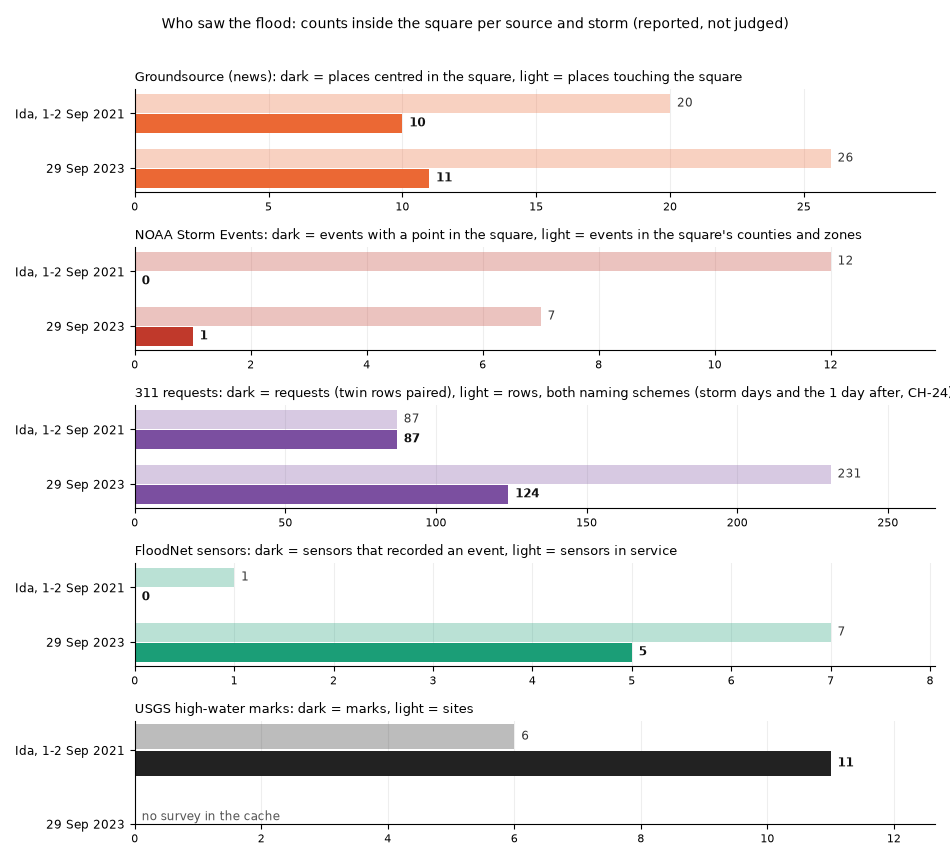 Who saw the flood: counts inside the square per source and storm (reported, not judged)
Groundsource (news): dark = places centred in the square, light = places touching the square
Ida, 1-2 Sep 2021
20
10
29 Sep 2023
26
11
0 5 10 15 20 25
NOAA Storm Events: dark = events with a point in the square, light = events in the square's counties and zones
Ida, 1-2 Sep 2021
12
0
29 Sep 2023
7
1
0 2 4 6 8 10 12
311 requests: dark = requests (twin rows paired), light = rows, both naming schemes (storm days and the 1 day after, CH-24)
Ida, 1-2 Sep 2021
87
87
29 Sep 2023
231
124
0 50 100 150 200 250
FloodNet sensors: dark = sensors that recorded an event, light = sensors in service
Ida, 1-2 Sep 2021
1
0
29 Sep 2023
7
5
0 1 2 3 4 5 6 7 8
USGS high-water marks: dark = marks, light = sites
Ida, 1-2 Sep 2021
6
11
no survey in the cache
29 Sep 2023
0 2 4 6 8 10 12